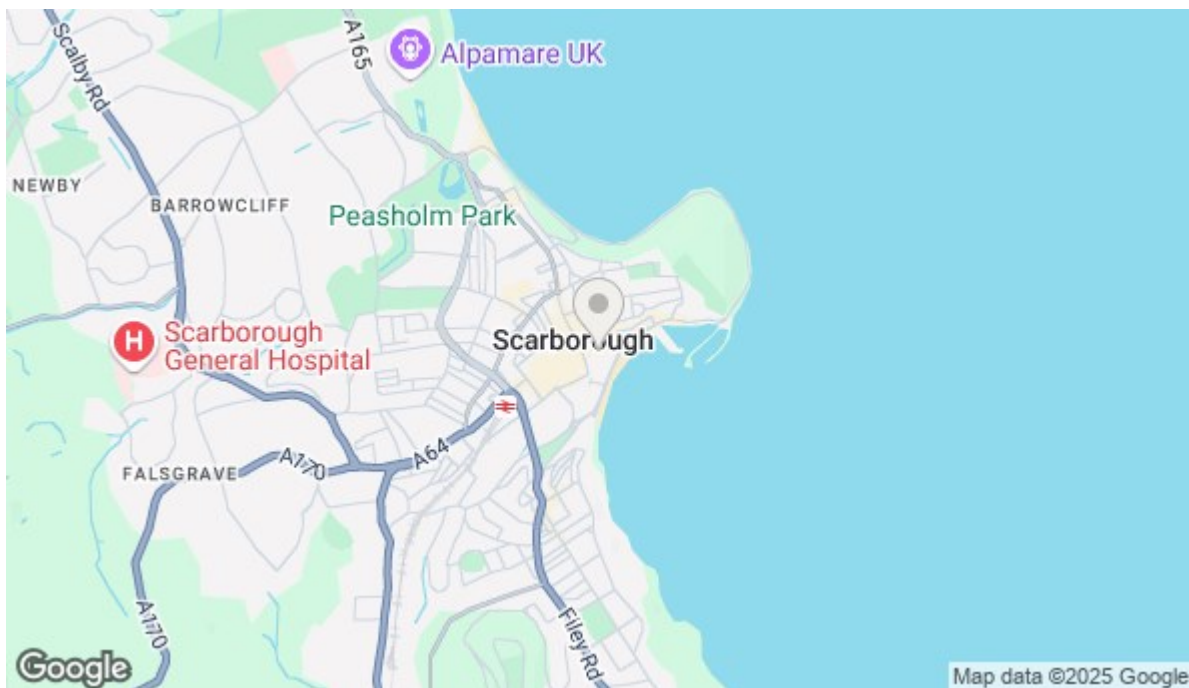 Scalby Rd
A165
Alpamare UK
NEWBY
BARROWCLIFF
Peasholm Park
Scarborough
Scarborough
General Hospital
H
A64
A170
FALSGRAVE
A170
Filey Rd
Google
Map data ©2025 Google